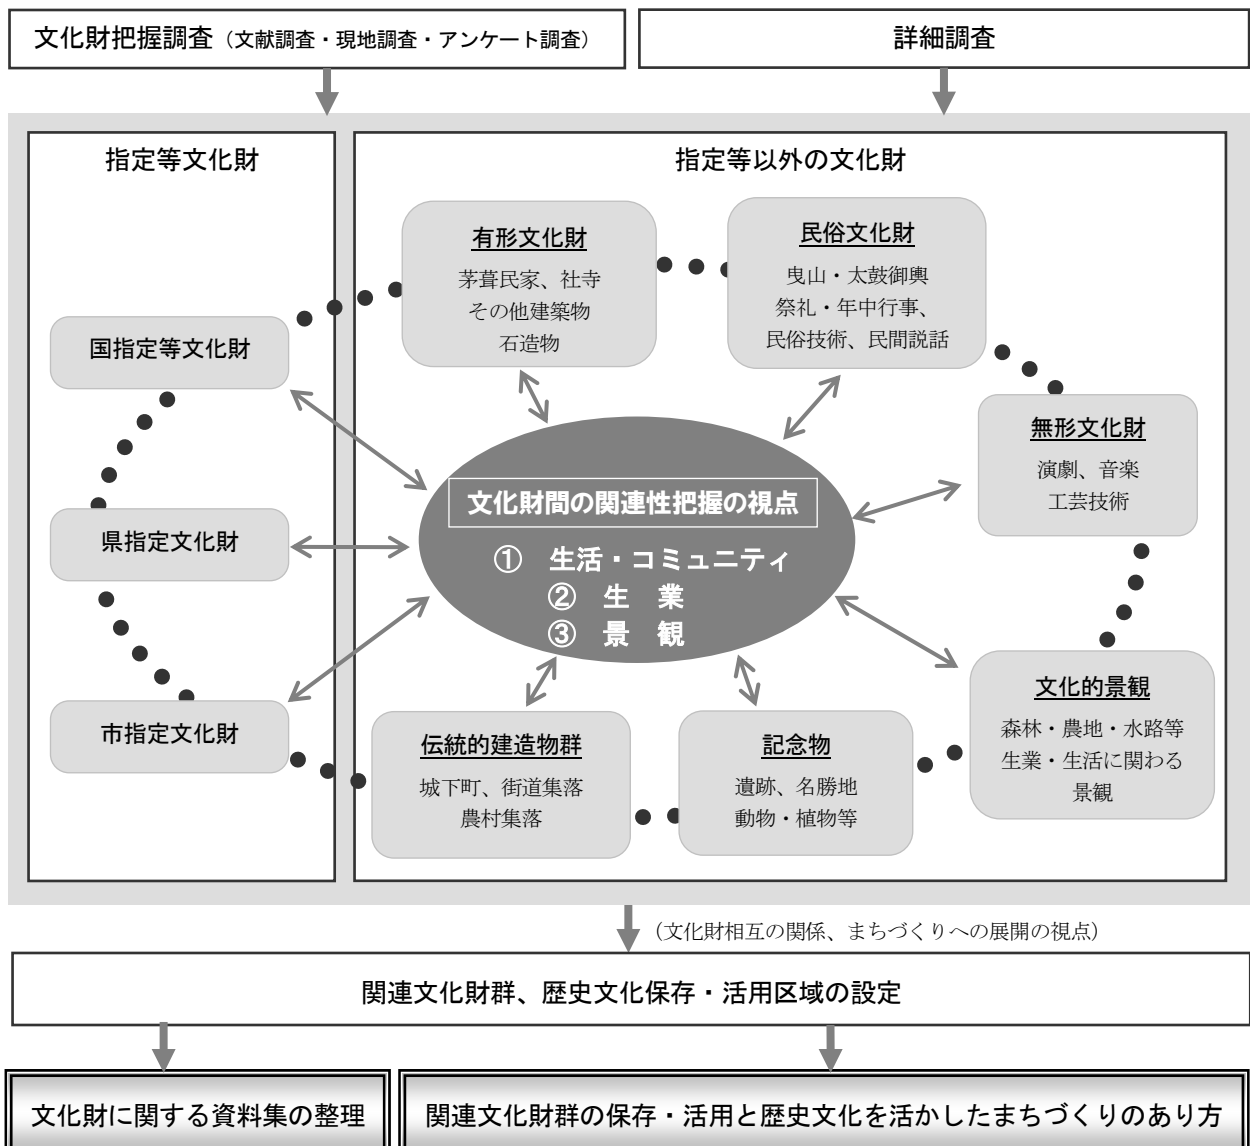 文化財把握調査（文献調査・現地調査・アンケート調査）
詳細調査
指定等文化財
国指定等文化財
県指定文化財
市指定文化財
指定等以外の文化財
有形文化財
茅葺民家、社寺
その他建築物
石造物
民俗文化財
曳山・太鼓御輿
祭礼・年中行事、
民俗技術、民間説話
無形文化財
演劇、音楽
工芸技術
文化財間の関連性把握の視点
① 生活・コミュニティ
② 生　業
③ 景　観
伝統的建造物群
城下町、街道集落
農村集落
記念物
遺跡、名勝地
動物・植物等
文化的景観
森林・農地・水路等
生業・生活に関わる
景観
（文化財相互の関係、まちづくりへの展開の視点）
関連文化財群、歴史文化保存・活用区域の設定
文化財に関する資料集の整理
関連文化財群の保存・活用と歴史文化を活かしたまちづくりのあり方